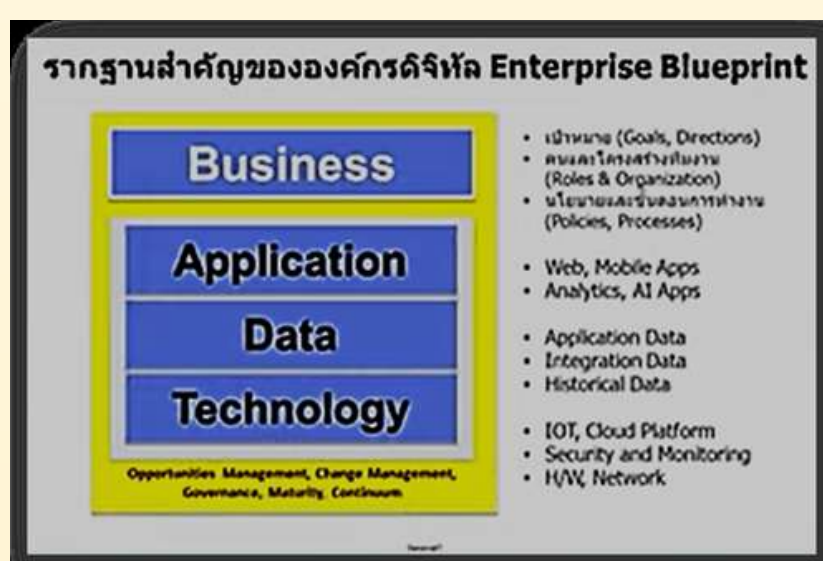 รากฐานสำคัญขององค์กรดิจิทัล Enterprise Blueprint
Business
Application
Data
Technology
Opportunities Management, Change Management,
Governance, Maturity, Continuum
• เป้าหมาย (Goals, Directions)
• คนและโครงสร้างทีมงาน
(Roles & Organization)
• นโยบายและขั้นตอนการทำงาน
(Policies, Processes)
• Web, Mobile Apps
• Analytics, AI Apps
• Application Data
• Integration Data
• Historical Data
• IOT, Cloud Platform
• Security and Monitoring
• H/W, Network